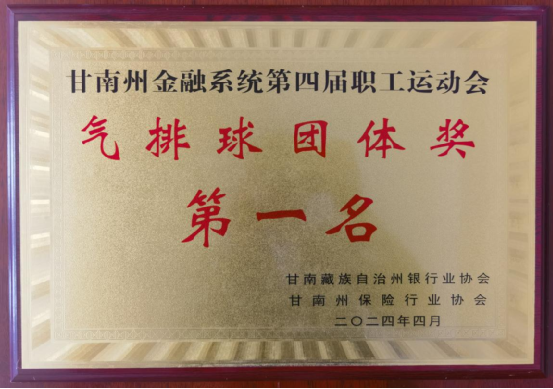 甘南州金融系统第四届职工运动会
气排球团体奖
第一名
甘南藏族自治州银行业协会
甘南州保险行业协会
二〇二四年四月